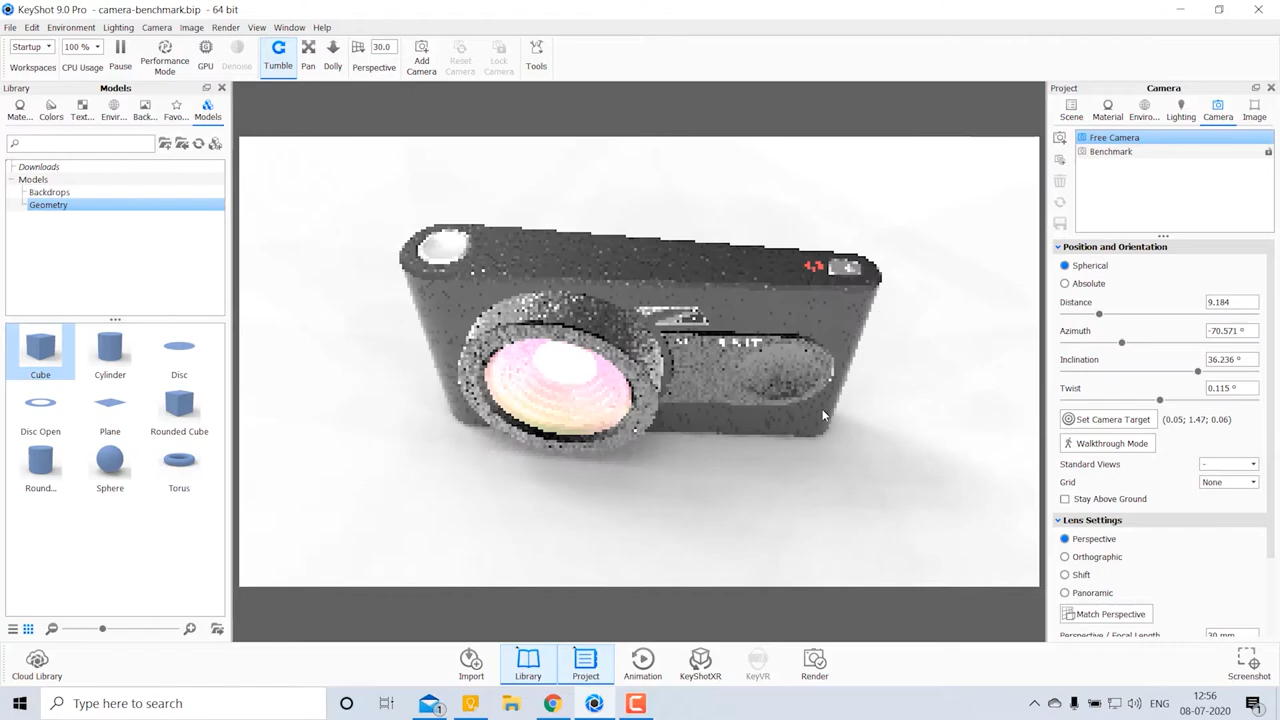 KeyShot 9.0 Pro - camera-benchmark.bip - 64 bit
File Edit Environment Lighting Camera Image Render View Window Help
Startup 100 % 30.0
Workspaces CPU Usage Pause Performance Mode GPU Denoise Tumble Pan Dolly Perspective Add Camera Reset Camera Lock Camera Tools
Library Models
Mate... Colors Text... Envir... Back... Favo... Models
Downloads
Models
Backdrops
Geometry
Cube Cylinder Disc
Disc Open Plane Rounded Cube
Round... Sphere Torus
Project Camera
Scene Material Enviro... Lighting Camera Image
Free Camera
Benchmark
Position and Orientation
Spherical
Absolute
Distance 9.184
Azimuth -70.571 °
Inclination 36.236 °
Twist 0.115 °
Set Camera Target (0.05; 1.47; 0.06)
Walkthrough Mode
Standard Views -
Grid None
Stay Above Ground
Lens Settings
Perspective
Orthographic
Shift
Panoramic
Match Perspective
Perspective / Focal Length 30 mm
Cloud Library Import Library Project Animation KeyShotXR KeyVR Render Screenshot
Type here to search
1
ENG
12:56
08-07-2020
1